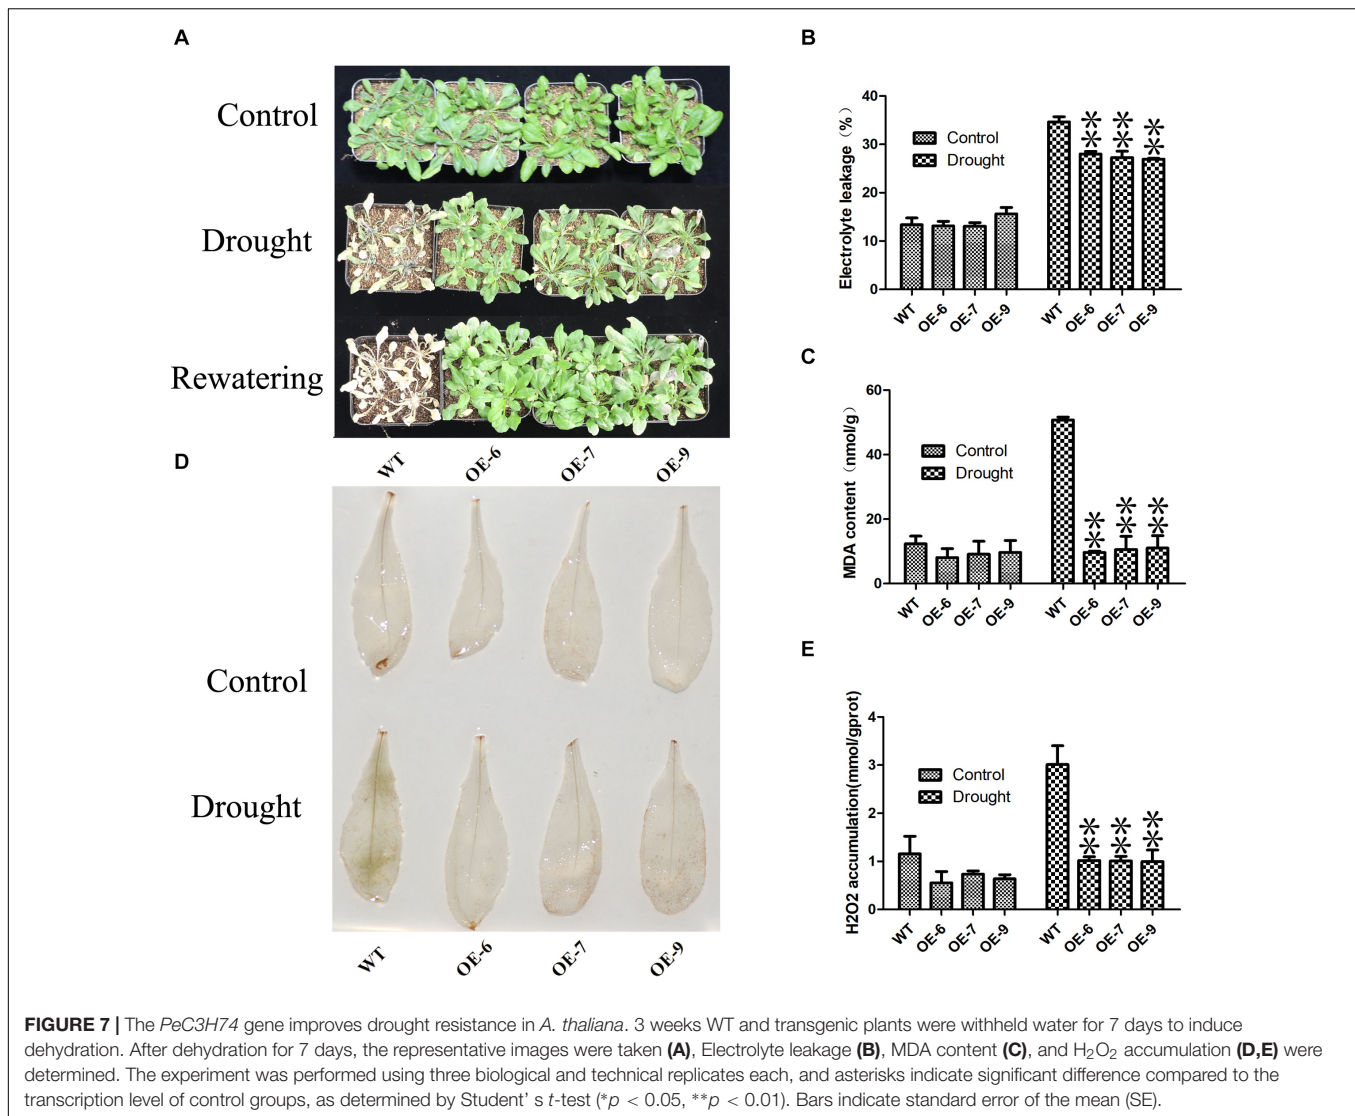 A
Control
Drought
Rewatering
WT
OE-6
OE-7
OE-9
B
Electrolyte leakage (%)
40
30
20
10
0
Control
Drought
**
**
**
WT
OE-6
OE-7
OE-9
WT
OE-6
OE-7
OE-9
C
MDA content (nmol/g)
60
40
20
0
Control
Drought
**
**
**
WT
OE-6
OE-7
OE-9
WT
OE-6
OE-7
OE-9
D
Control
Drought
WT
OE-6
OE-7
OE-9
E
H2O2 accumulation(mmol/gprot)
4
3
2
1
0
Control
Drought
**
**
**
WT
OE-6
OE-7
OE-9
WT
OE-6
OE-7
OE-9
FIGURE 7 | The PeC3H74 gene improves drought resistance in A. thaliana. 3 weeks WT and transgenic plants were withheld water for 7 days to induce
dehydration. After dehydration for 7 days, the representative images were taken (A), Electrolyte leakage (B), MDA content (C), and H₂O₂ accumulation (D,E) were
determined. The experiment was performed using three biological and technical replicates each, and asterisks indicate significant difference compared to the
transcription level of control groups, as determined by Student' s t-test (*p < 0.05, **p < 0.01). Bars indicate standard error of the mean (SE).